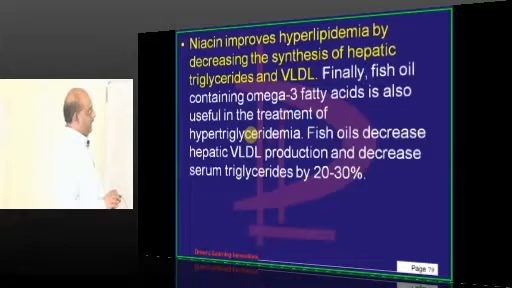 • Niacin improves hyperlipidemia by
decreasing the synthesis of hepatic
triglycerides and VLDL. Finally, fish oil
containing omega-3 fatty acids is also
useful in the treatment of
hypertriglyceridemia. Fish oils decrease
hepatic VLDL production and decrease
serum triglycerides by 20-30%.
Learning
Page 79